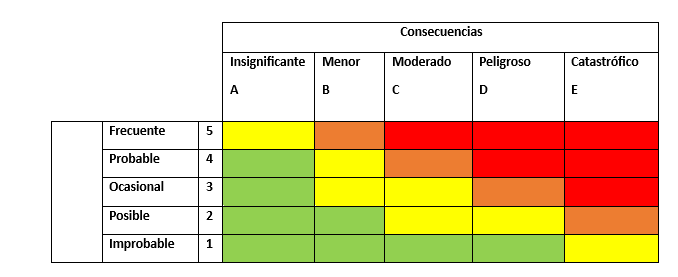 Consecuencias
Insignificante Menor Moderado Peligroso Catastrófico
A B C D E
Frecuente 5
Probable 4
Ocasional 3
Posible 2
Improbable 1